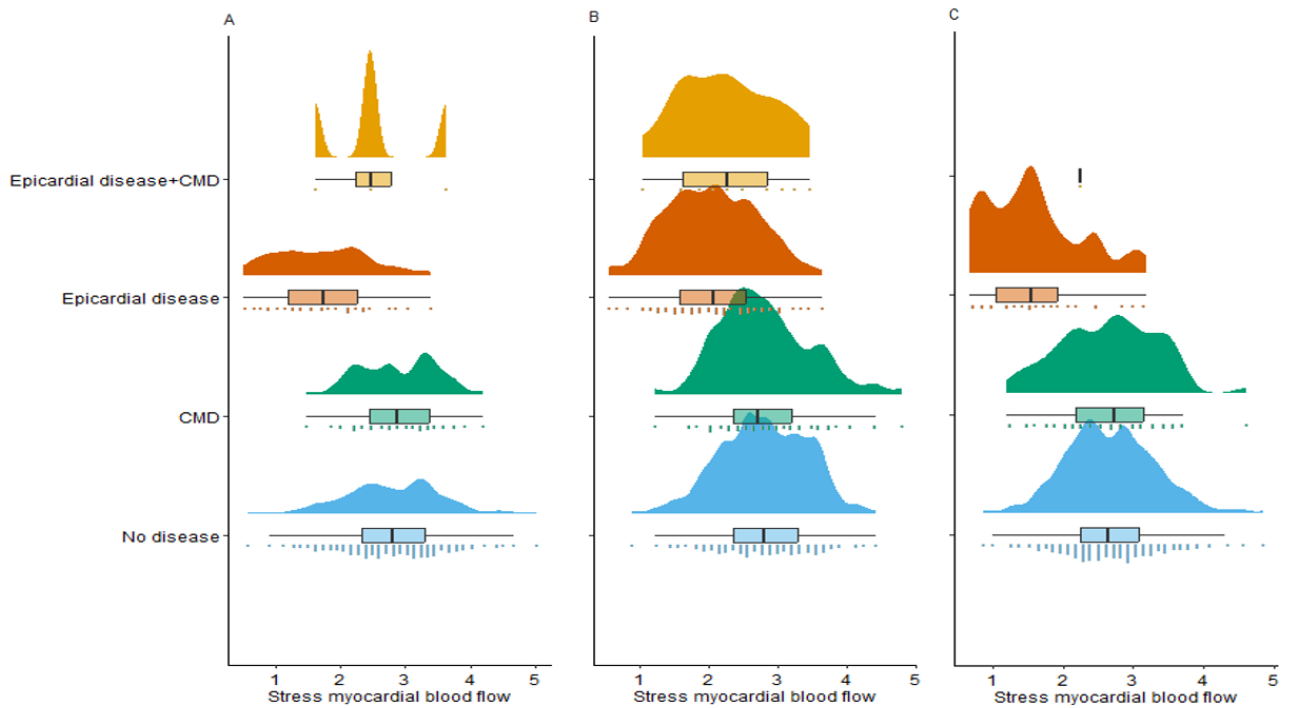 A
B
C
Epicardial disease+CMD
Epicardial disease
CMD
No disease
1 2 3 4 5
Stress myocardial blood flow
1 2 3 4 5
Stress myocardial blood flow
1 2 3 4 5
Stress myocardial blood flow